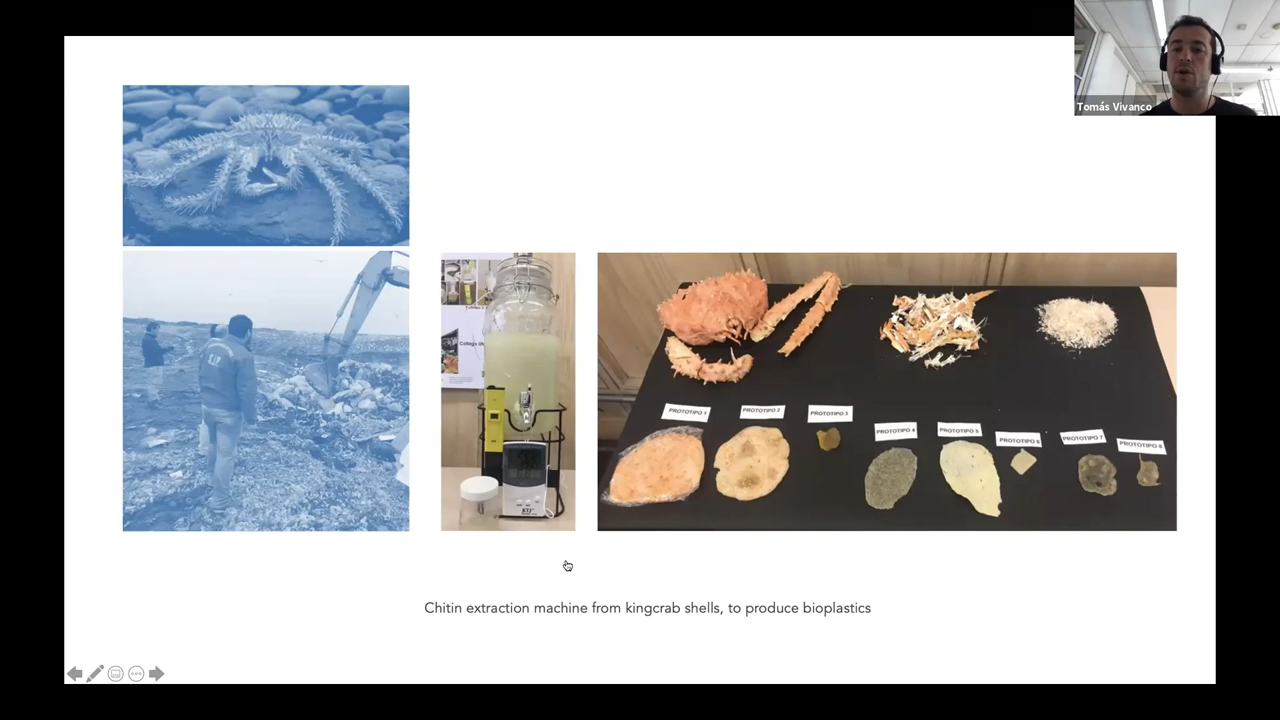 Tomás Vivanco
PROTOTIPO 1
PROTOTIPO 2
PROTOTIPO 3
PROTOTIPO 4
PROTOTIPO 5
PROTOTIPO 6
PROTOTIPO 7
PROTOTIPO 8
Chitin extraction machine from kingcrab shells, to produce bioplastics